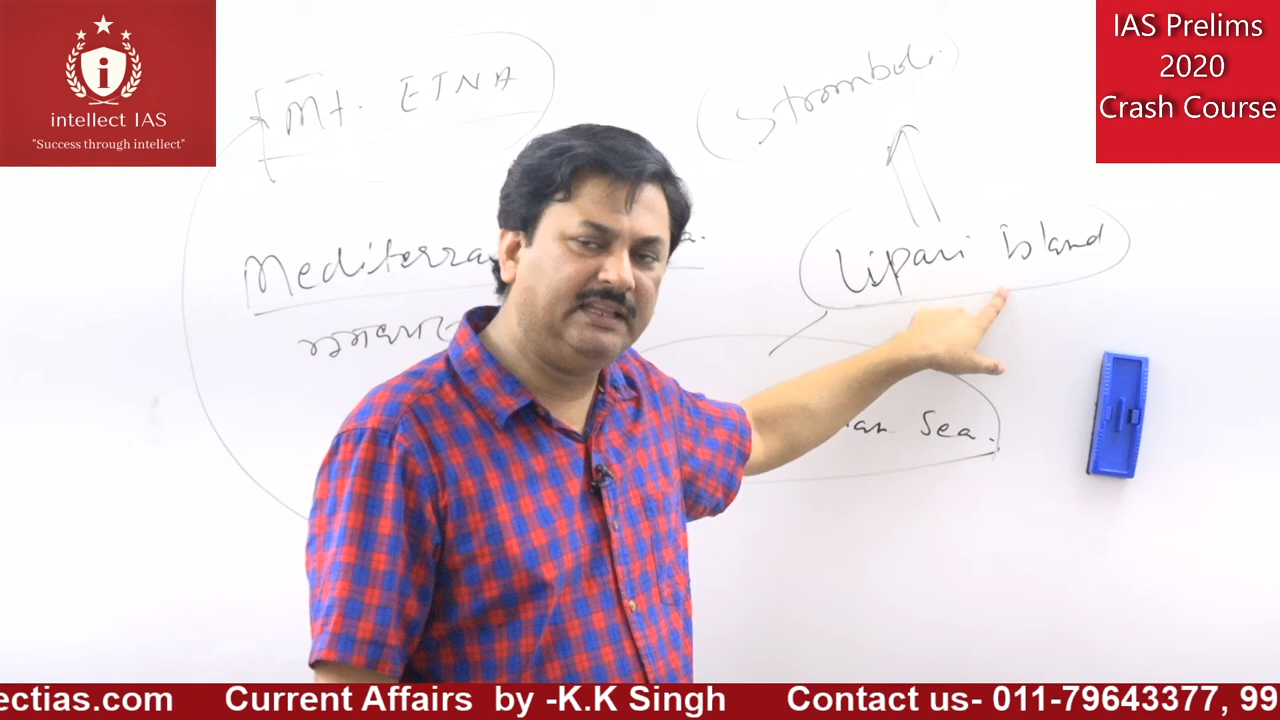 intellect IAS
"Success through intellect"
IAS Prelims
2020
Crash Course
Mt. ETNA
Stromboli
Mediterra
a.
Lipari Island
an Sea.
ectias.com Current Affairs by -K.K Singh Contact us- 011-79643377, 99